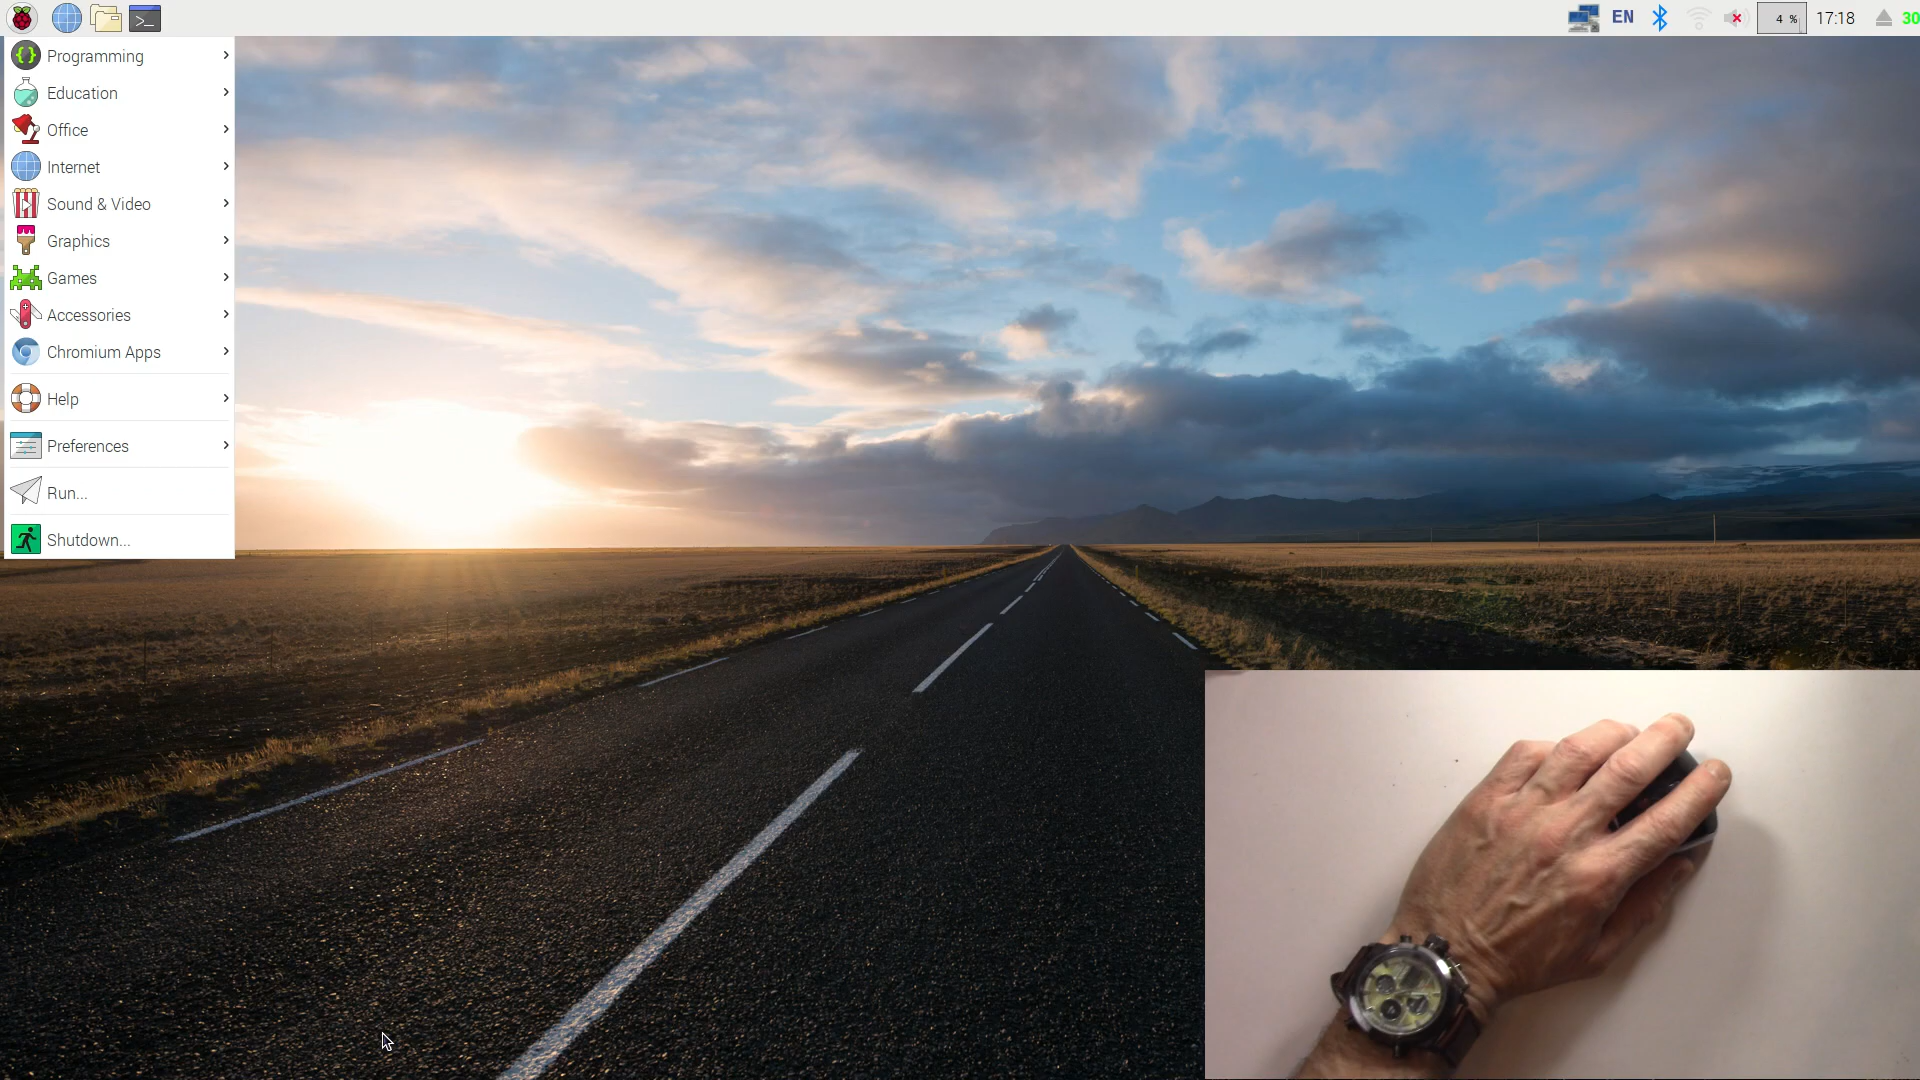 EN
4 %
17:18
30
Programming
Education
Office
Internet
Sound & Video
Graphics
Games
Accessories
Chromium Apps
Help
Preferences
Run...
Shutdown...